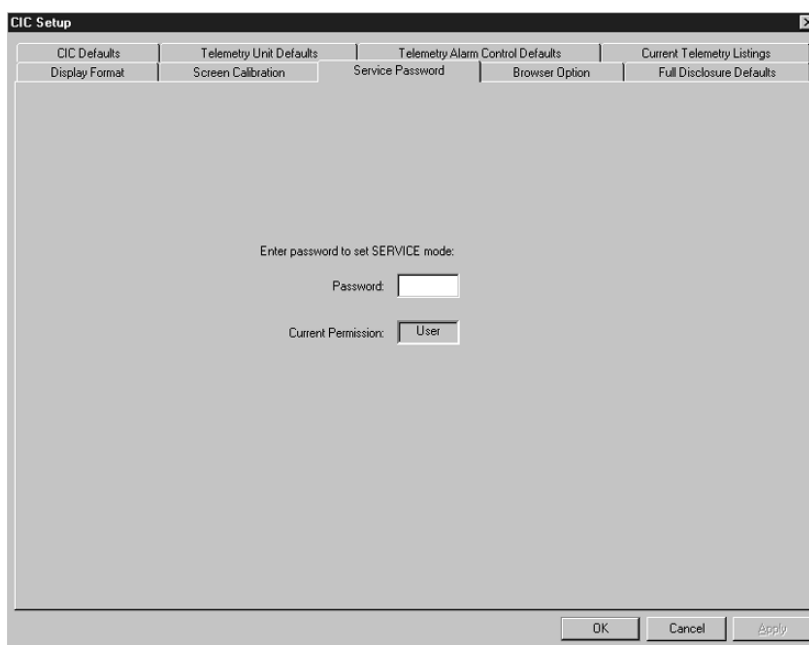 CIC Setup
CIC Defaults
Telemetry Unit Defaults
Telemetry Alarm Control Defaults
Current Telemetry Listings
Display Format
Screen Calibration
Service Password
Browser Option
Full Disclosure Defaults
Enter password to set SERVICE mode:
Password:
Current Permission: User
OK
Cancel
Apply